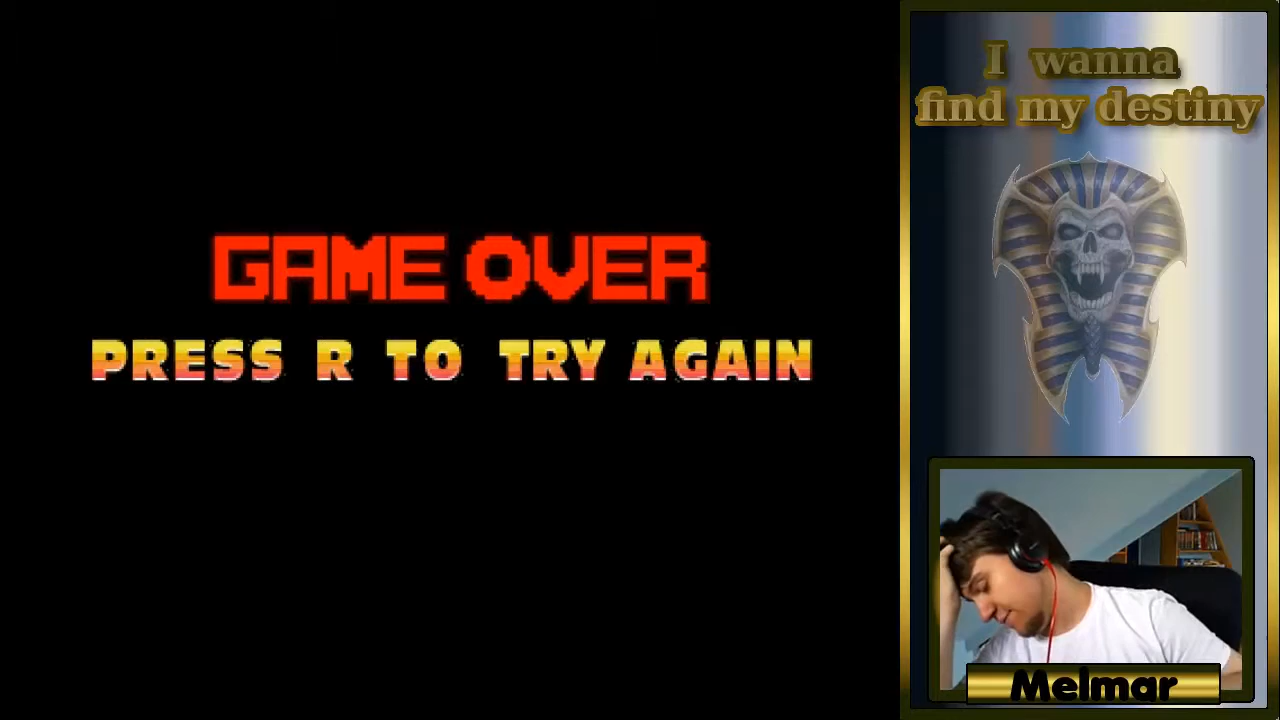 GAME OVER
PRESS R TO TRY AGAIN
I wanna
find my destiny
Melmar